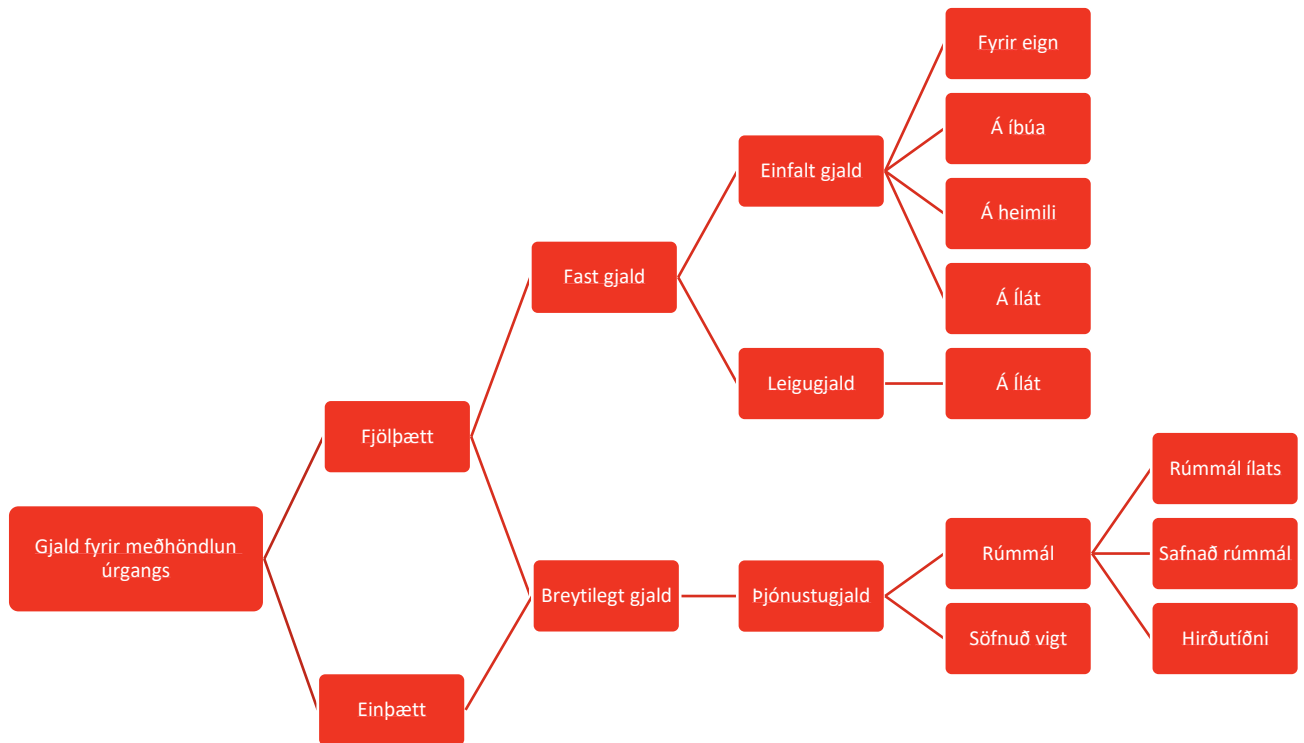 Fyrir eign
Á íbúa
Einfalt gjald
Á heimili
Fast gjald
Á Ílát
Leigugjald
Á Ílát
Fjölþætt
Rúmmál ílats
Gjald fyrir meðhöndlun
úrgangs
Rúmmál
Safnað rúmmál
Breytilegt gjald
Þjónustugjald
Söfnuð vigt
Hirðutíðni
Einþætt